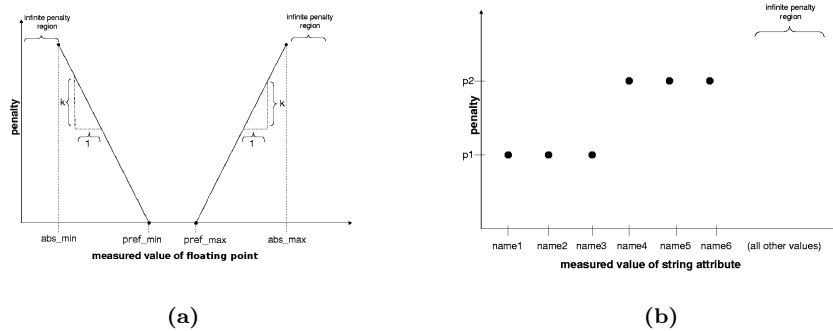 infinite penalty
region
infinite penalty
region
k
k
1
1
penalty
abs_min
pref_min
pref_max
abs_max
measured value of floating point
(a)
infinite penalty
region
p2
p1
penalty
name1
name2
name3
name4
name5
name6
(all other values)
measured value of string attribute
(b)